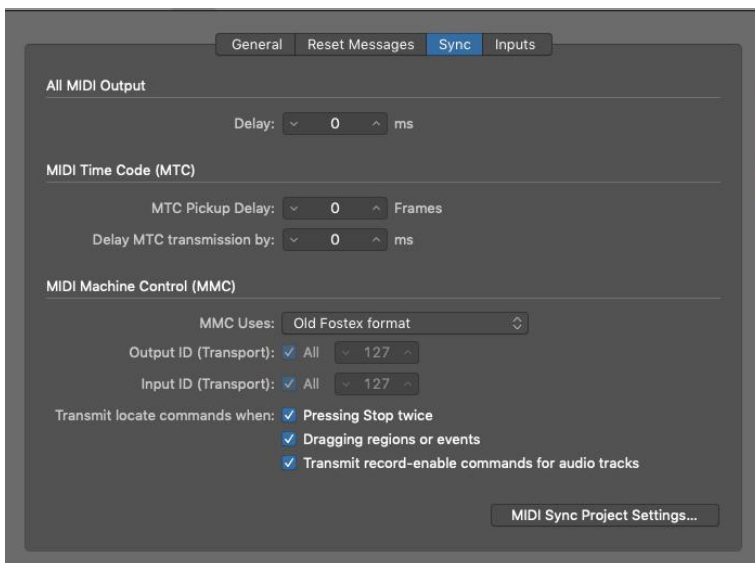 General Reset Messages Sync Inputs
All MIDI Output
Delay: 0 ms
MIDI Time Code (MTC)
MTC Pickup Delay: 0 Frames
Delay MTC transmission by: 0 ms
MIDI Machine Control (MMC)
MMC Uses: Old Fostex format
Output ID (Transport): All 127
Input ID (Transport): All 127
Transmit locate commands when: Pressing Stop twice
Dragging regions or events
Transmit record-enable commands for audio tracks
MIDI Sync Project Settings...